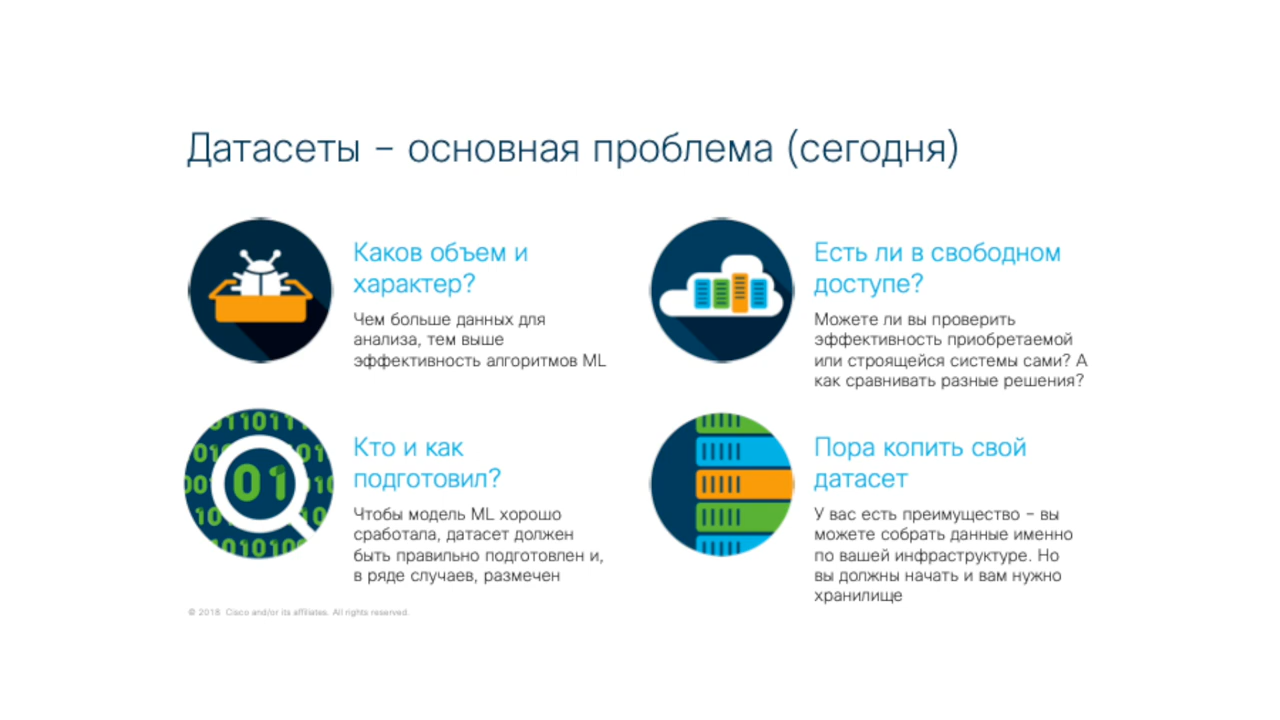 Датасеты – основная проблема (сегодня)
Каков объем и
характер?
Чем больше данных для
анализа, тем выше
эффективность алгоритмов ML
Есть ли в свободном
доступе?
Можете ли вы проверить
эффективность приобретаемой
или строящейся системы сами? А
как сравнивать разные решения?
Кто и как
подготовил?
Чтобы модель ML хорошо
сработала, датасет должен
быть правильно подготовлен и,
в ряде случаев, размечен
Пора копить свой
датасет
У вас есть преимущество – вы
можете собрать данные именно
по вашей инфраструктуре. Но
вы должны начать и вам нужно
хранилище
01
© 2018 Cisco and/or its affiliates. All rights reserved.